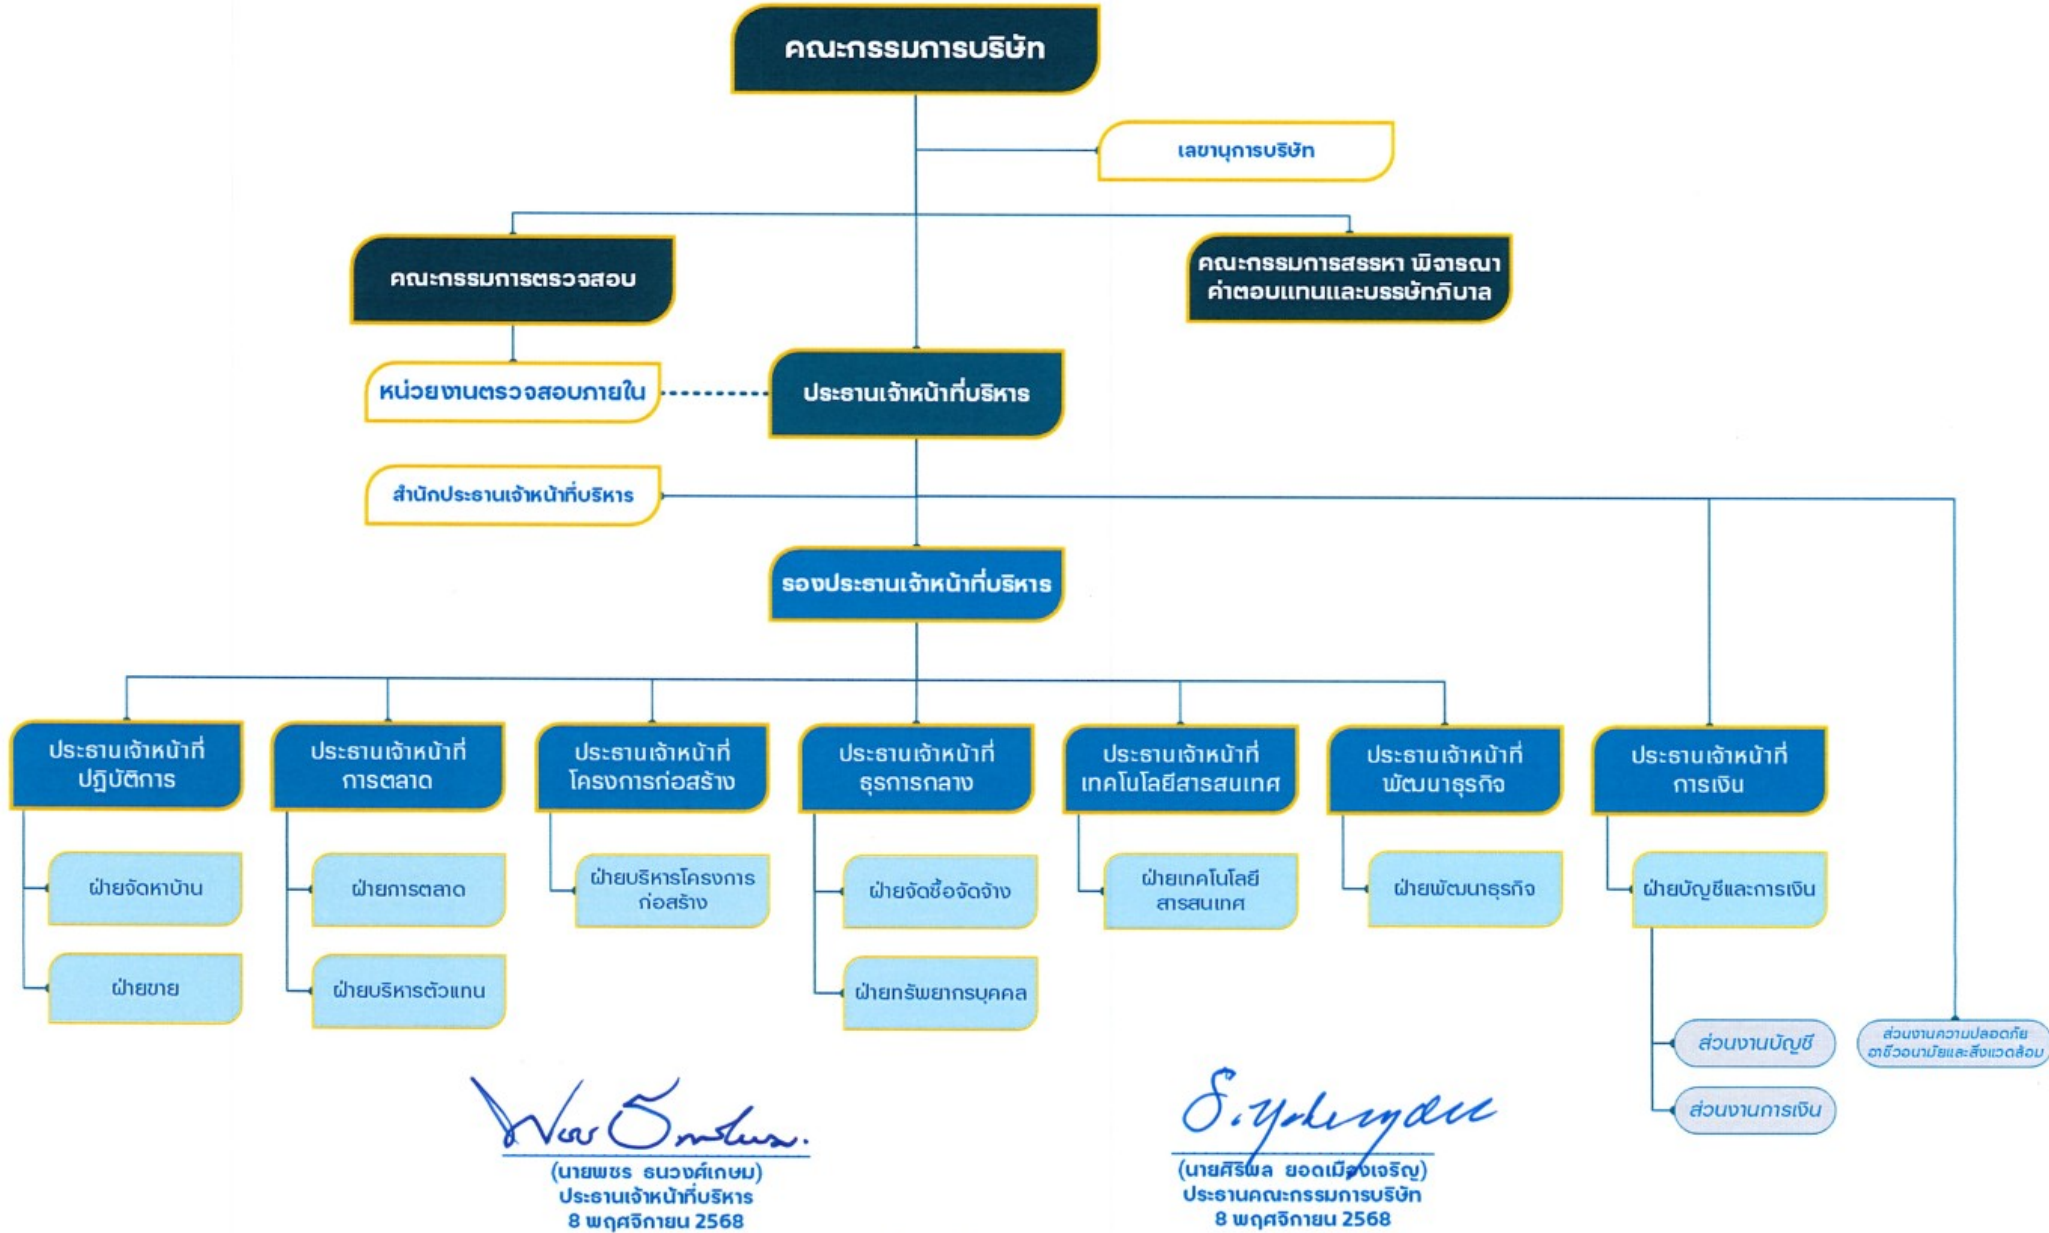 คณะกรรมการบริษัท
เลขานุการบริษัท
คณะกรรมการตรวจสอบ
คณะกรรมการสรรหา พิจารณา
ค่าตอบแทนและบรรษัทภิบาล
หน่วยงานตรวจสอบภายใน
ประธานเจ้าหน้าที่บริหาร
สำนักประธานเจ้าหน้าที่บริหาร
รองประธานเจ้าหน้าที่บริหาร
ประธานเจ้าหน้าที่
ปฏิบัติการ
ประธานเจ้าหน้าที่
การตลาด
ประธานเจ้าหน้าที่
โครงการก่อสร้าง
ประธานเจ้าหน้าที่
ธุรการกลาง
ประธานเจ้าหน้าที่
เทคโนโลยีสารสนเทศ
ประธานเจ้าหน้าที่
พัฒนาธุรกิจ
ประธานเจ้าหน้าที่
การเงิน
ฝ่ายจัดหาบ้าน
ฝ่ายการตลาด
ฝ่ายบริหารโครงการ
ก่อสร้าง
ฝ่ายจัดซื้อจัดจ้าง
ฝ่ายเทคโนโลยี
สารสนเทศ
ฝ่ายพัฒนาธุรกิจ
ฝ่ายบัญชีและการเงิน
ฝ่ายขาย
ฝ่ายบริหารตัวแทน
ฝ่ายทรัพยากรบุคคล
ส่วนงานบัญชี
ส่วนงานความปลอดภัย
อาชีวอนามัยและสิ่งแวดล้อม
ส่วนงานการเงิน
(นายพชร ธนวงศ์เกษม)
ประธานเจ้าหน้าที่บริหาร
8 พฤศจิกายน 2568
(นายศิริพล ยอดเมืองเจริญ)
ประธานคณะกรรมการบริษัท
8 พฤศจิกายน 2568